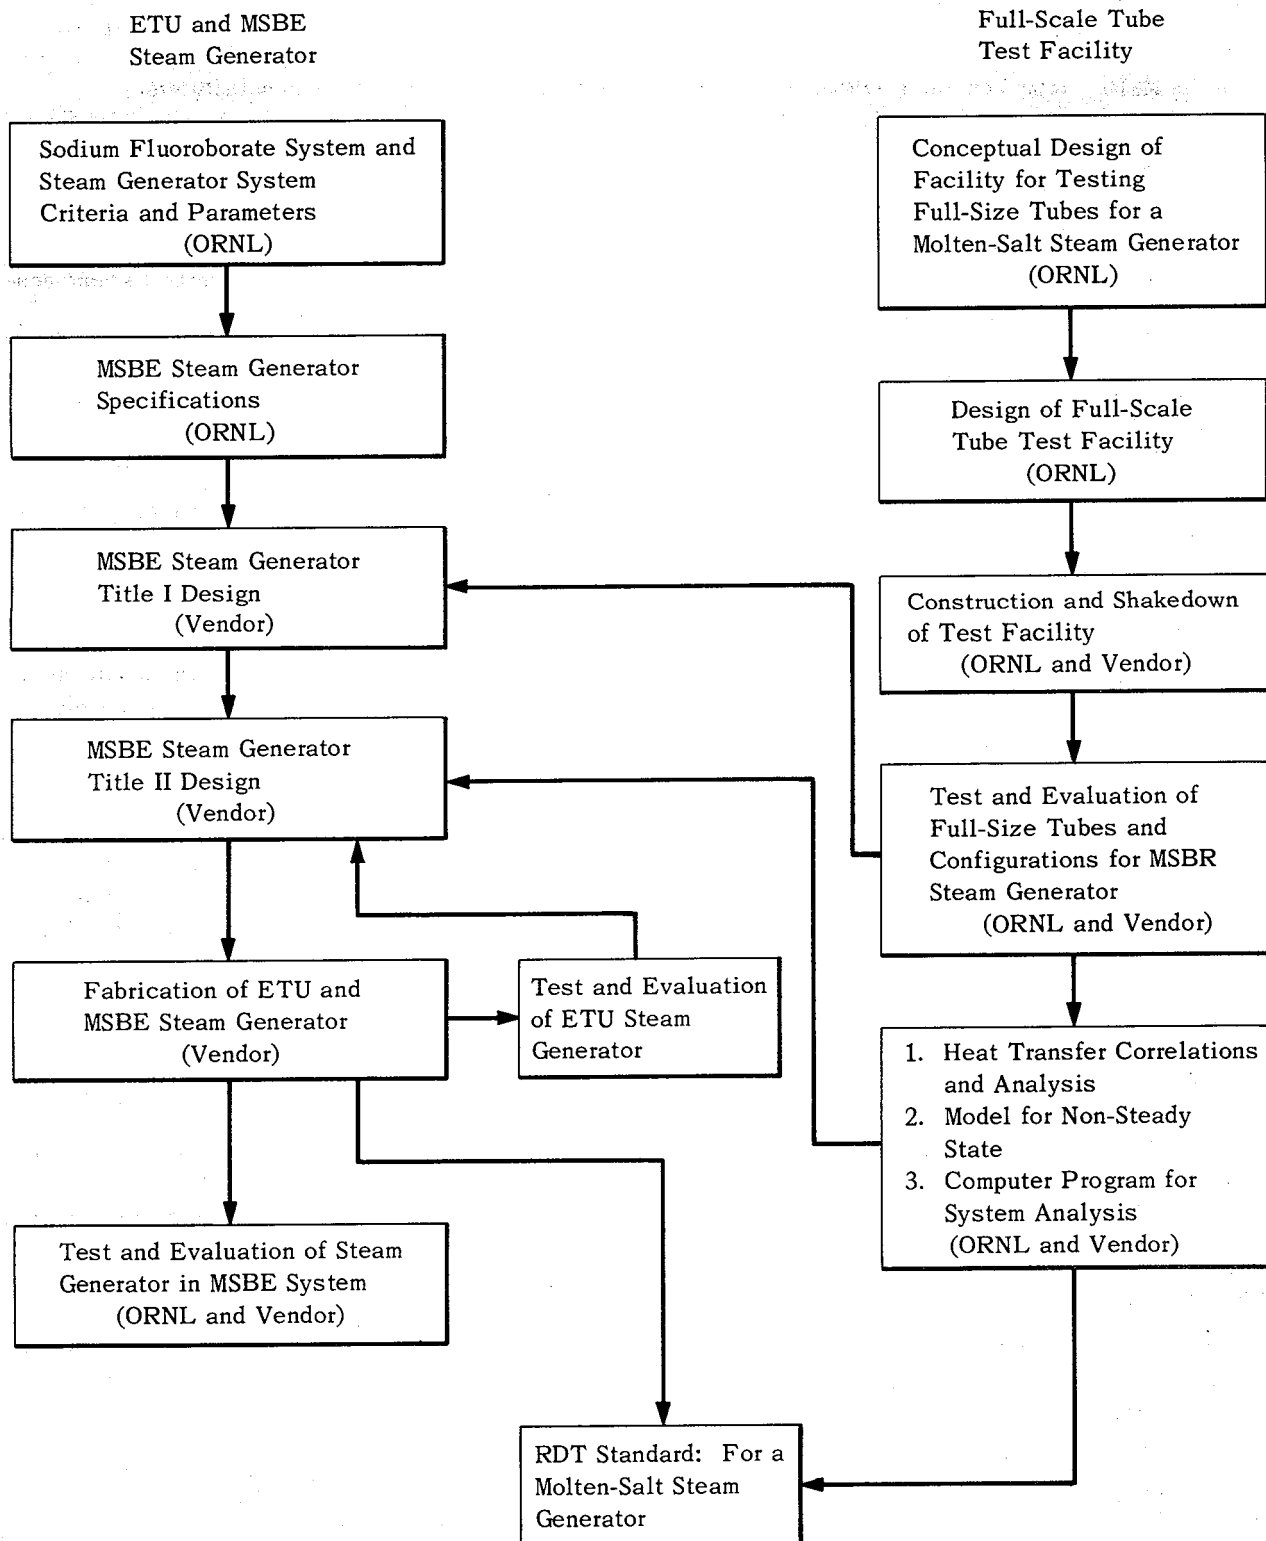 ETU and MSBE
Steam Generator
Full-Scale Tube
Test Facility
Sodium Fluoroborate System and
Steam Generator System
Criteria and Parameters
(ORNL)
MSBE Steam Generator
Specifications
(ORNL)
MSBE Steam Generator
Title I Design
(Vendor)
MSBE Steam Generator
Title II Design
(Vendor)
Fabrication of ETU and
MSBE Steam Generator
(Vendor)
Test and Evaluation
of ETU Steam
Generator
Test and Evaluation of Steam
Generator in MSBE System
(ORNL and Vendor)
Conceptual Design of
Facility for Testing
Full-Size Tubes for a
Molten-Salt Steam Generator
(ORNL)
Design of Full-Scale
Tube Test Facility
(ORNL)
Construction and Shakedown
of Test Facility
(ORNL and Vendor)
Test and Evaluation of
Full-Size Tubes and
Configurations for MSBR
Steam Generator
(ORNL and Vendor)
1. Heat Transfer Correlations
and Analysis
2. Model for Non-Steady
State
3. Computer Program for
System Analysis
(ORNL and Vendor)
RDT Standard: For a
Molten-Salt Steam
Generator